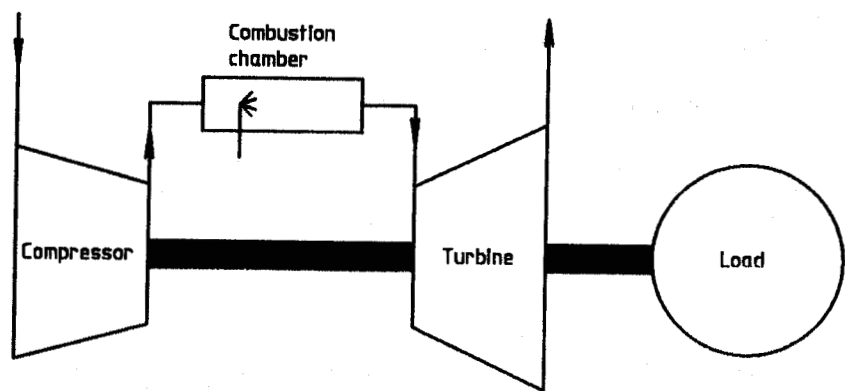 Combustion
chamber
Compressor
Turbine
Load